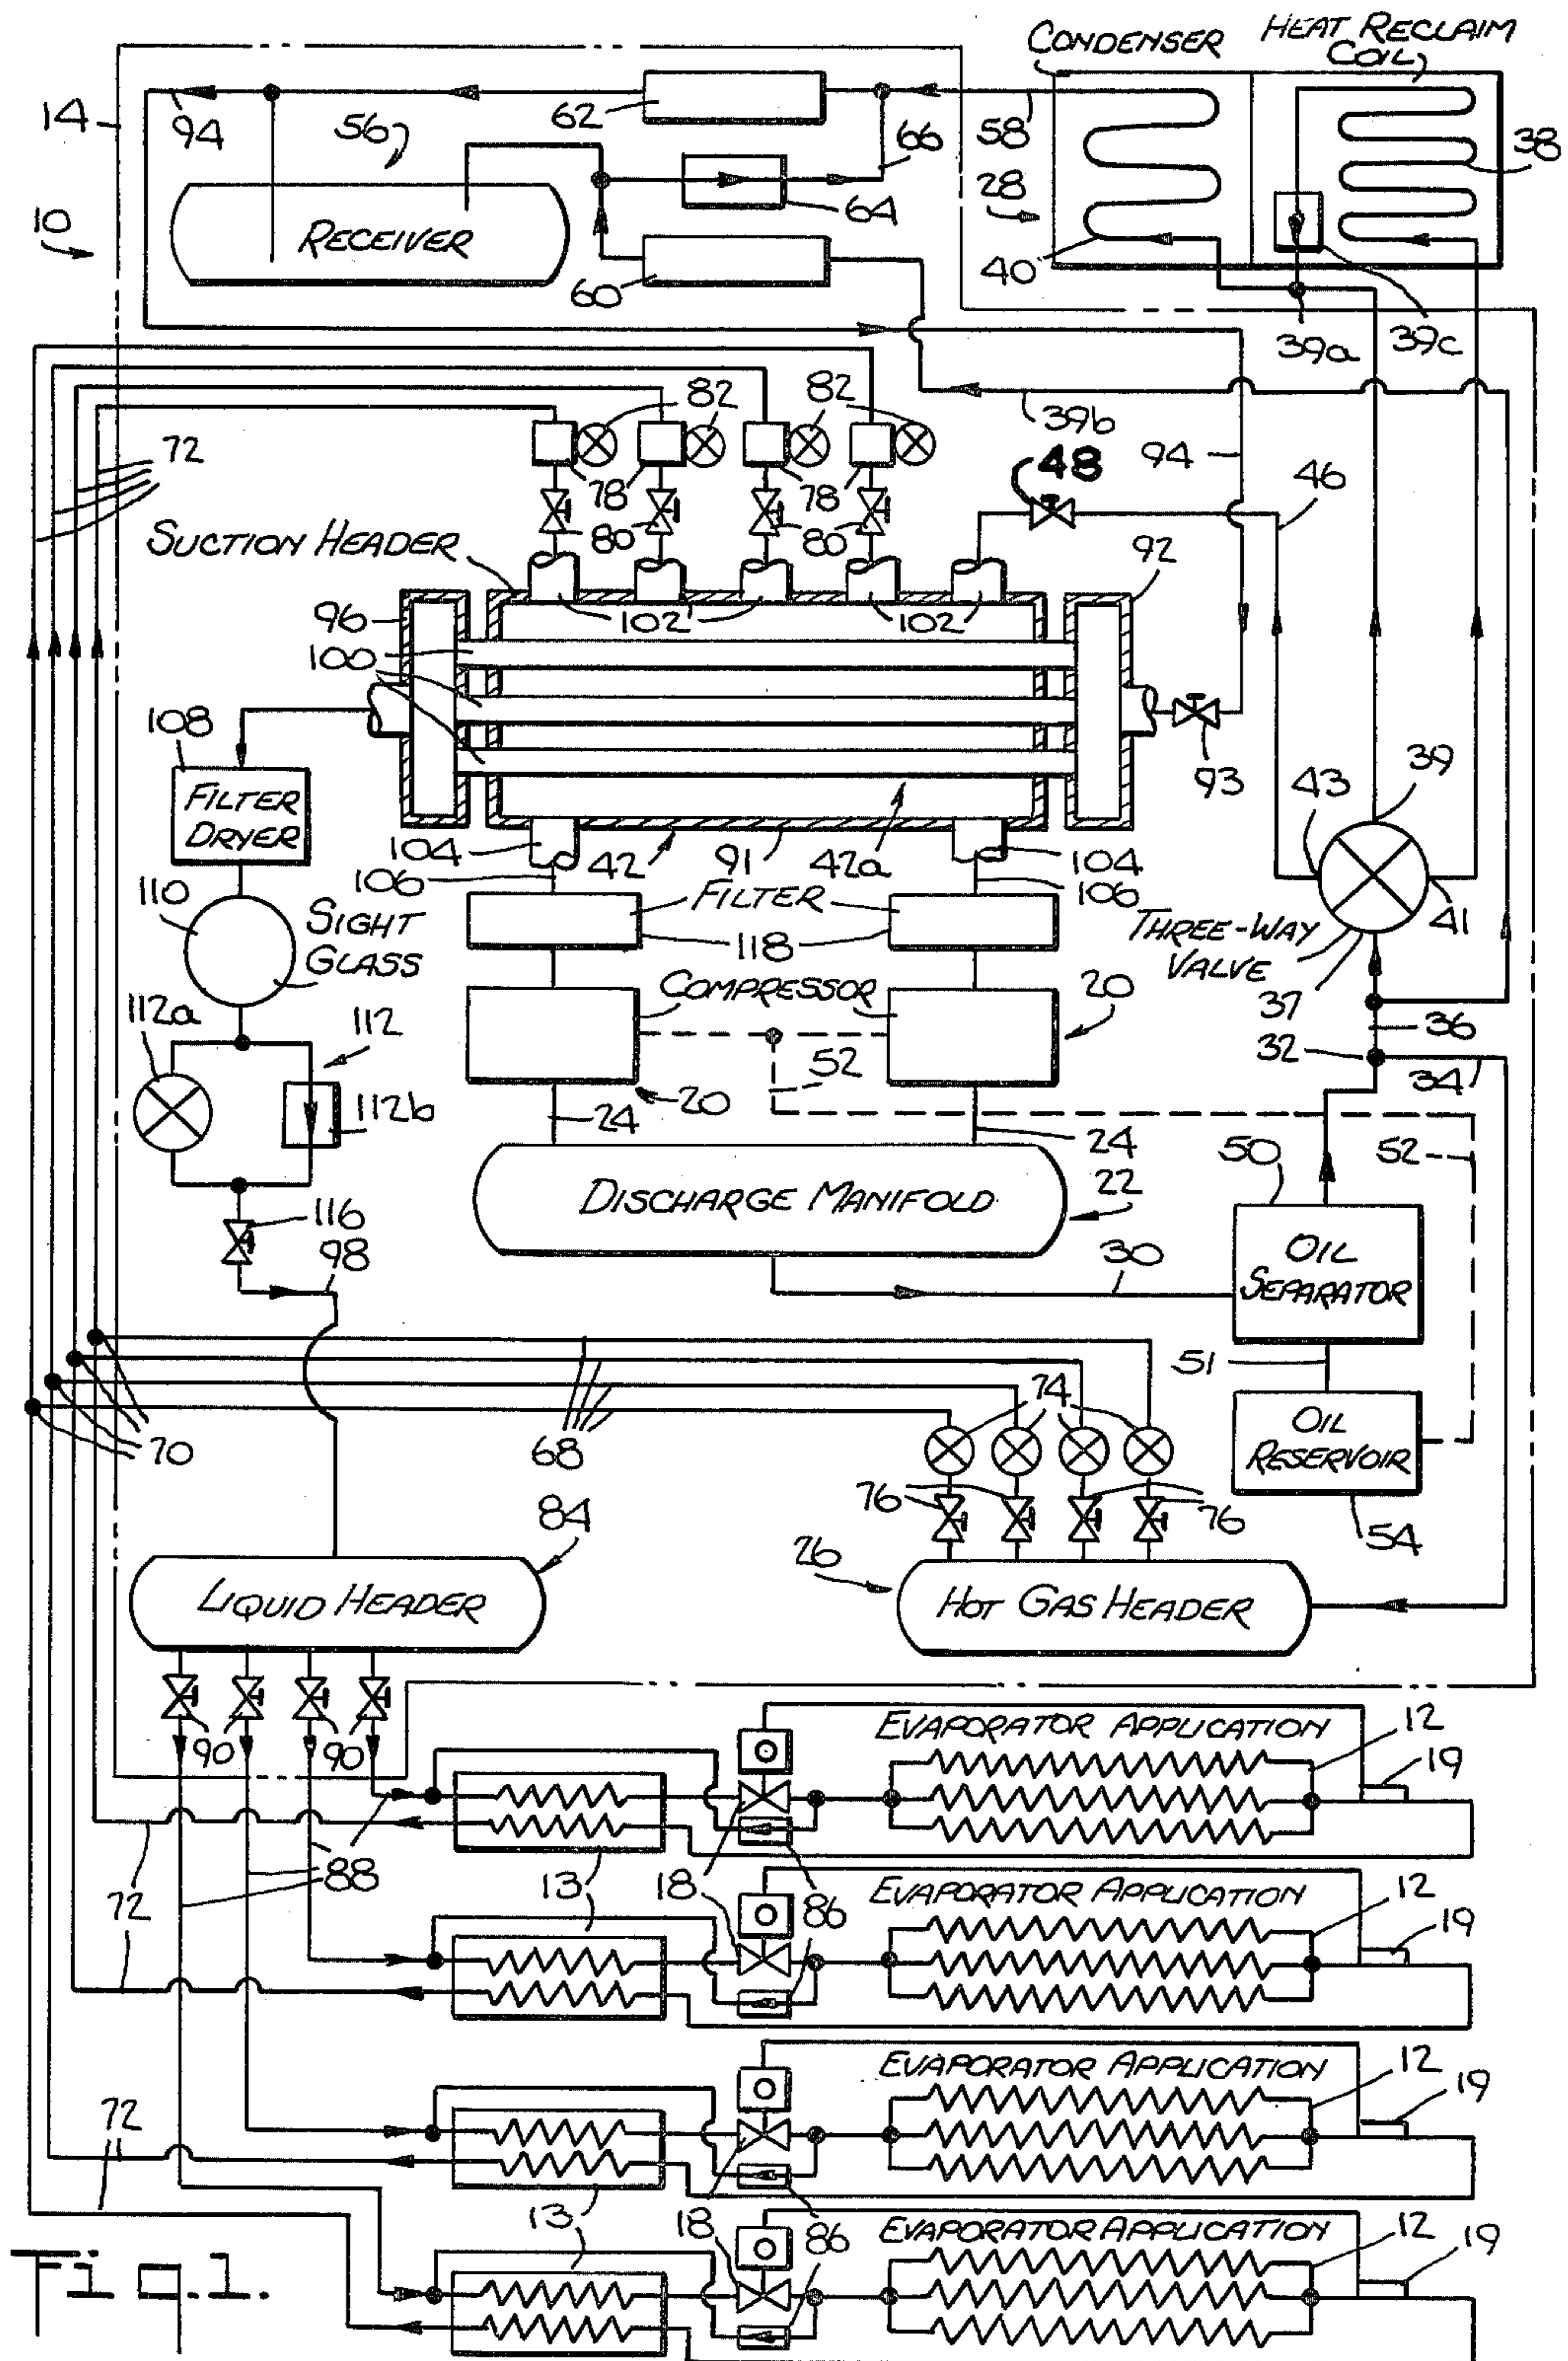 CONDENSER
HEAT RECLAIM
COIL
14
94
56
62
58
66
38
10
RECEIVER
64
28
60
40
39a
39c
82
82
39b
72
94
48
46
78
78
SUCTION HEADER
80
80
92
96
102
102
100
108
93
43
39
FILTER
DRYER
104
42
91
42a
104
106
106
110
FILTER
41
SIGHT
GLASS
118
THREE-WAY
VALVE
COMPRESSOR
37
20
112a
112
36
32
52
34
112b
20
24
24
50
52
DISCHARGE MANIFOLD
22
116
98
30
OIL
SEPARATOR
51
74
70
68
OIL
RESERVOIR
76
76
84
54
26
LIQUID HEADER
HOT GAS HEADER
90
90
EVAPORATOR APPLICATION
12
19
88
72
13
18
86
EVAPORATOR APPLICATION
12
19
EVAPORATOR APPLICATION
12
19
72
13
18
86
EVAPORATOR APPLICATION
12
19
Fig. 1.